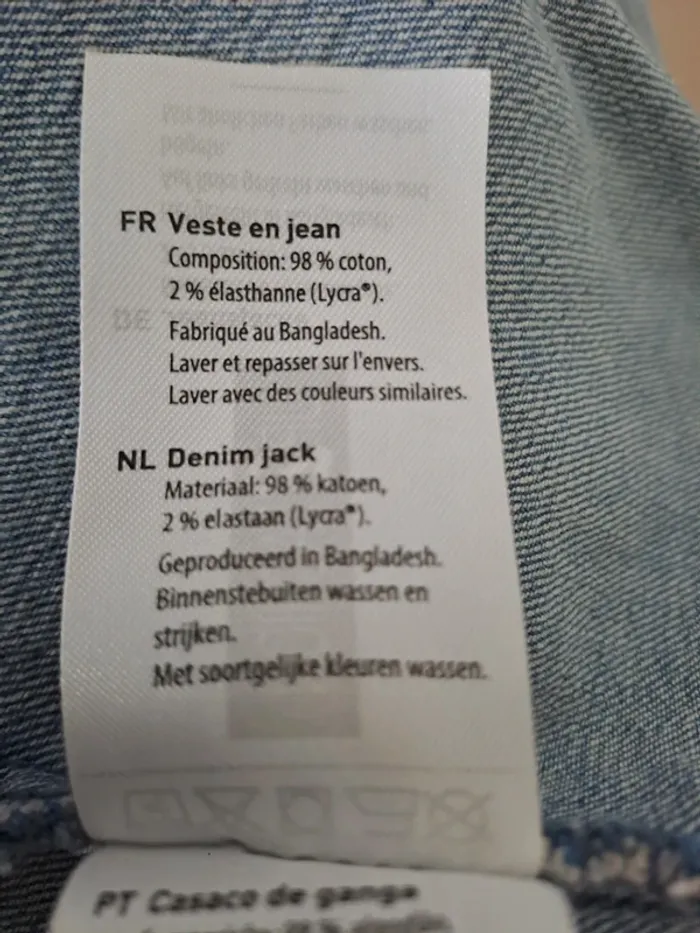 FR Veste en jean
Composition: 98 % coton,
2 % élasthanne (Lycra®).
Fabriqué au Bangladesh.
Laver et repasser sur l'envers.
Laver avec des couleurs similaires.
NL Denim jack
Materiaal: 98 % katoen,
2 % elastaan (Lycra®).
Geproduceerd in Bangladesh.
Binnenstebuiten wassen en
strijken.
Met soortgelijke kleuren wassen.
PT Casaco de ganga